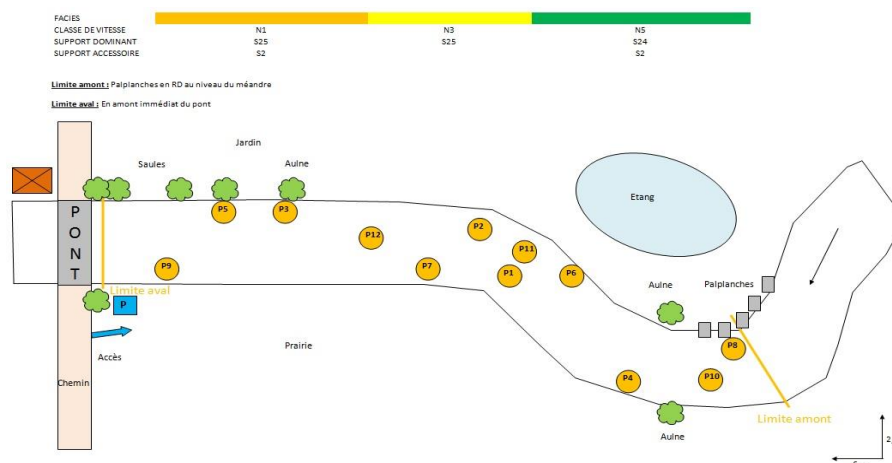 FACIES
CLASSE DE VITESSE N1 N3 N5
SUPPORT DOMINANT S25 S25 S24
SUPPORT ACCESSOIRE S2 S2
Limite amont : Palplanches en RD au niveau du méandre
Limite aval : En amont immédiat du pont
Jardin
Saules
Aulne
Etang
PONT
P5
P3
P12
P2
P11
P9
P7
P1
P6
Limite aval
P
Accès
Chemin
Prairie
Aulne
Palplanches
P8
P4
P10
Aulne
Limite amont